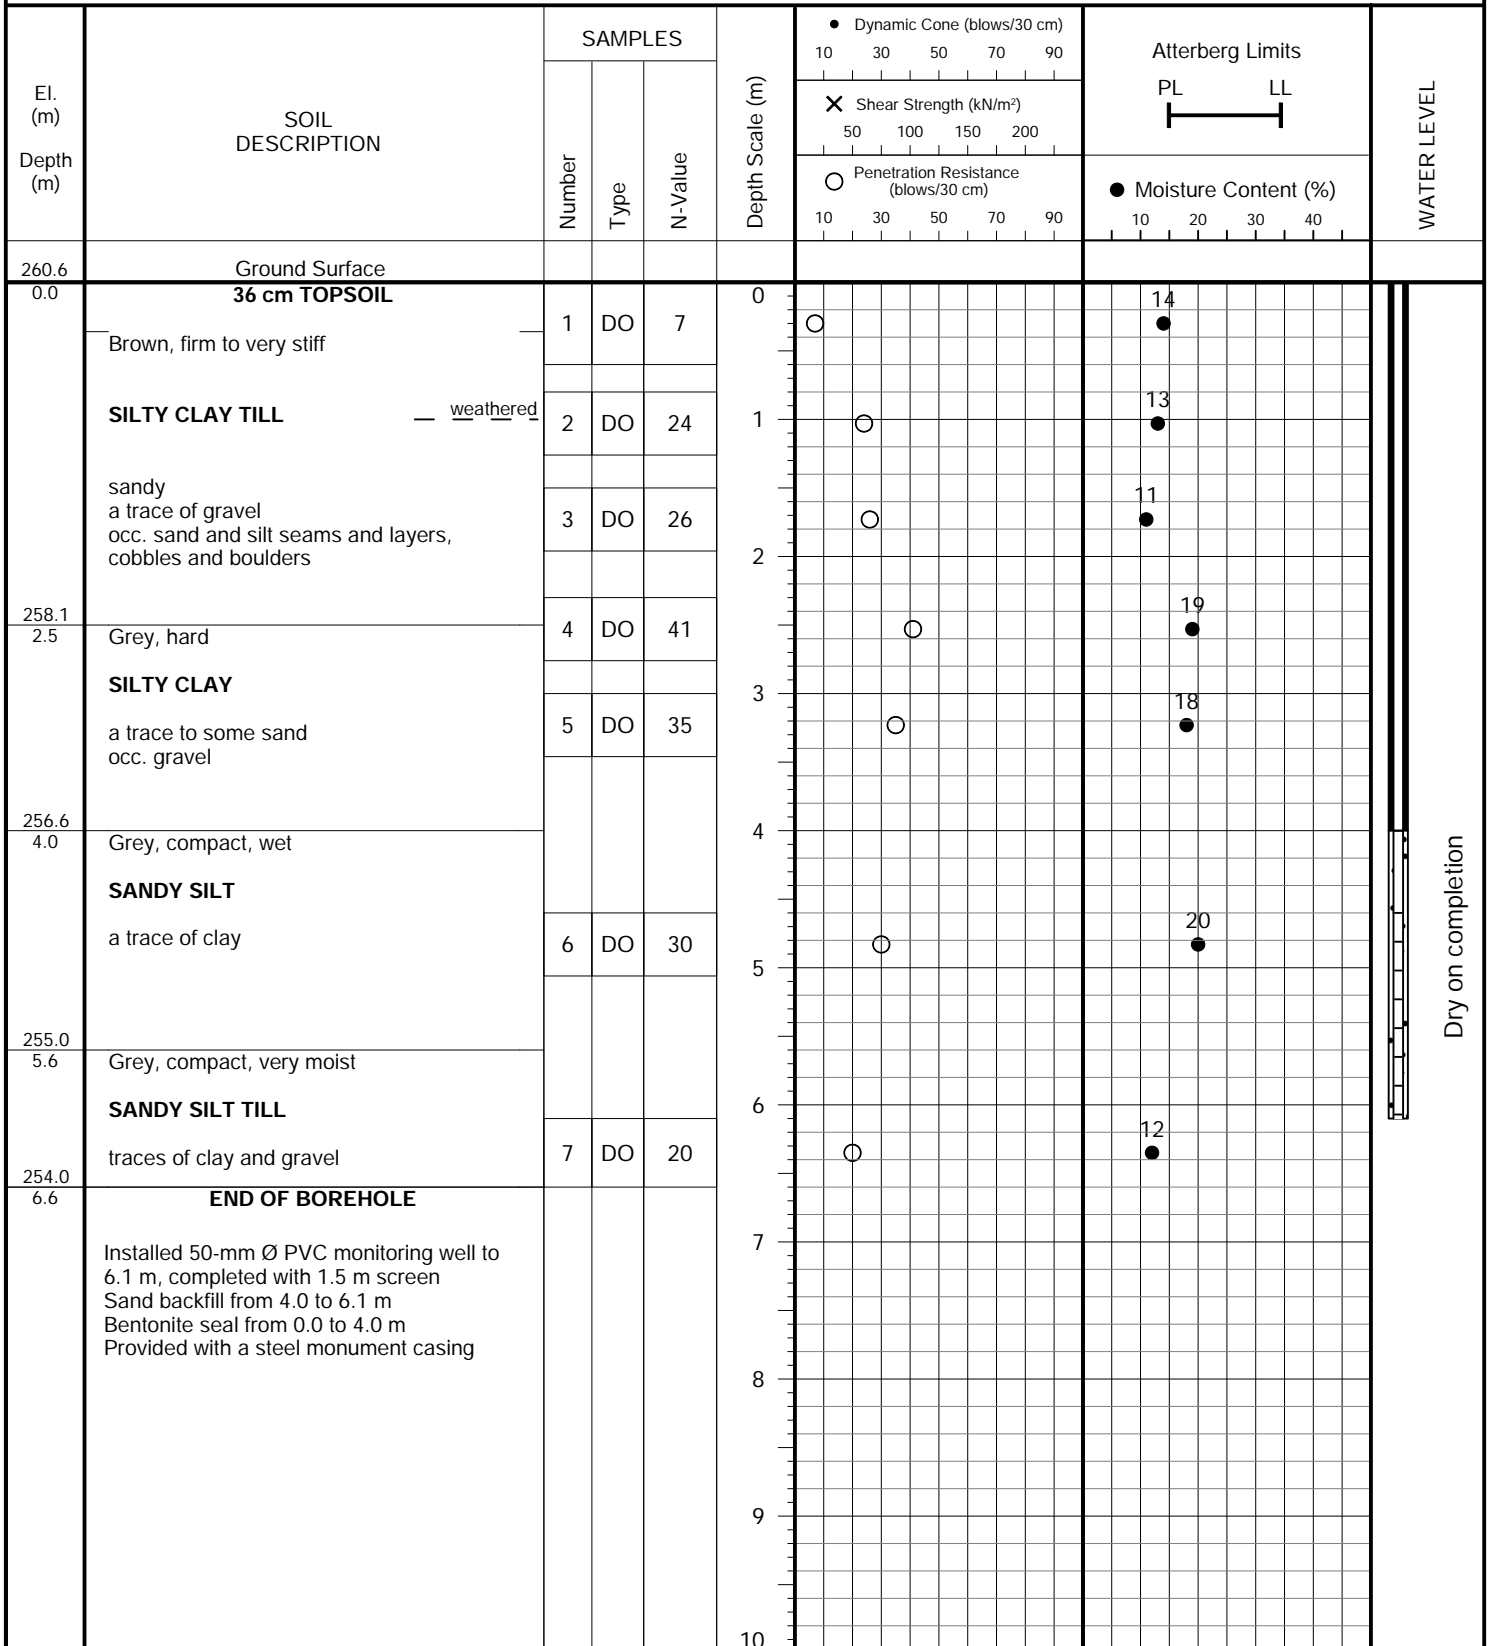 El.
(m)
Depth
(m)
SOIL
DESCRIPTION
SAMPLES
Number
Type
N-Value
Depth Scale (m)
Dynamic Cone (blows/30 cm)
10 30 50 70 90
Shear Strength (kN/m²)
50 100 150 200
Penetration Resistance
(blows/30 cm)
10 30 50 70 90
Atterberg Limits
PL LL
Moisture Content (%)
10 20 30 40
WATER LEVEL
260.6 Ground Surface
0.0 36 cm TOPSOIL 0
1 DO 7 14
Brown, firm to very stiff
SILTY CLAY TILL weathered
2 DO 24 1 13
sandy
a trace of gravel
occ. sand and silt seams and layers,
cobbles and boulders
3 DO 26 11
2
258.1
2.5 Grey, hard 4 DO 41 19
SILTY CLAY
3
a trace to some sand
occ. gravel
5 DO 35 18
256.6
4.0 Grey, compact, wet 4
SANDY SILT
a trace of clay 6 DO 30 20
5
Dry on completion
255.0
5.6 Grey, compact, very moist
SANDY SILT TILL 6
traces of clay and gravel 7 DO 20 12
254.0
6.6 END OF BOREHOLE
7
Installed 50-mm Ø PVC monitoring well to
6.1 m, completed with 1.5 m screen
Sand backfill from 4.0 to 6.1 m
Bentonite seal from 0.0 to 4.0 m
Provided with a steel monument casing
8
9
10